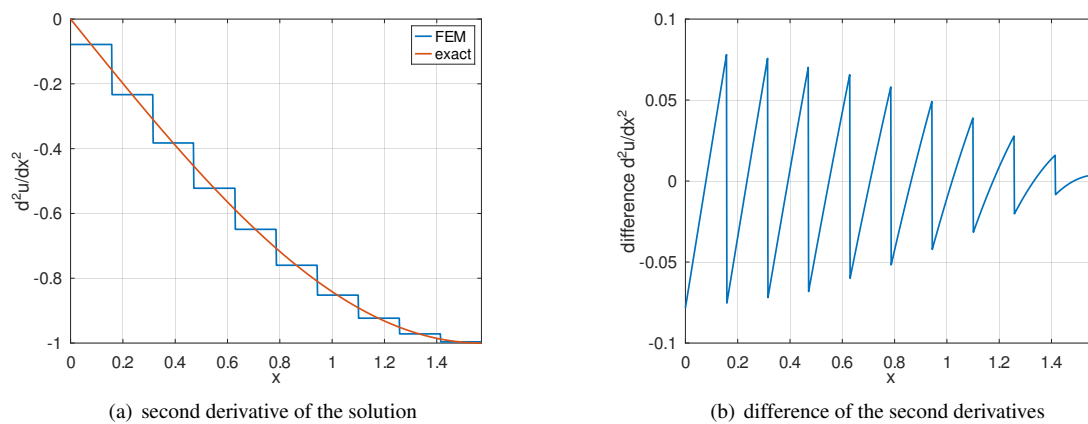 FEM
exact
0
-0.2
-0.4
-0.6
-0.8
-1
d²u/dx²
0 0.2 0.4 0.6 0.8 1 1.2 1.4
x
(a) second derivative of the solution
0.1
0.05
0
-0.05
-0.1
difference d²u/dx²
0 0.2 0.4 0.6 0.8 1 1.2 1.4
x
(b) difference of the second derivatives